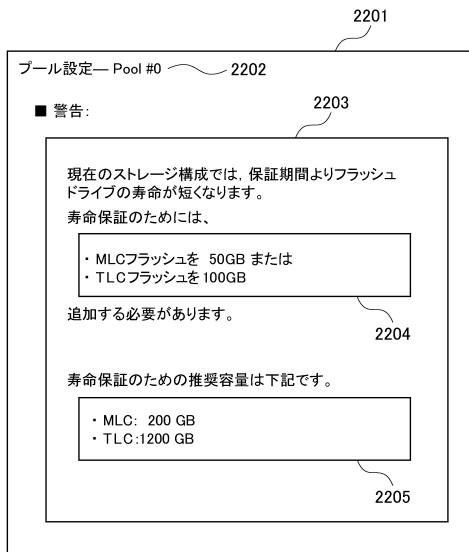 2201
プール設定― Pool #0
2202
■ 警告:
2203
現在のストレージ構成では, 保証期間よりフラッシュ
ドライブの寿命が短くなります。
寿命保証のためには、
・ MLCフラッシュを 50GB または
・ TLCフラッシュを100GB
2204
追加する必要があります。
寿命保証のための推奨容量は下記です。
・ MLC: 200 GB
・ TLC:1200 GB
2205